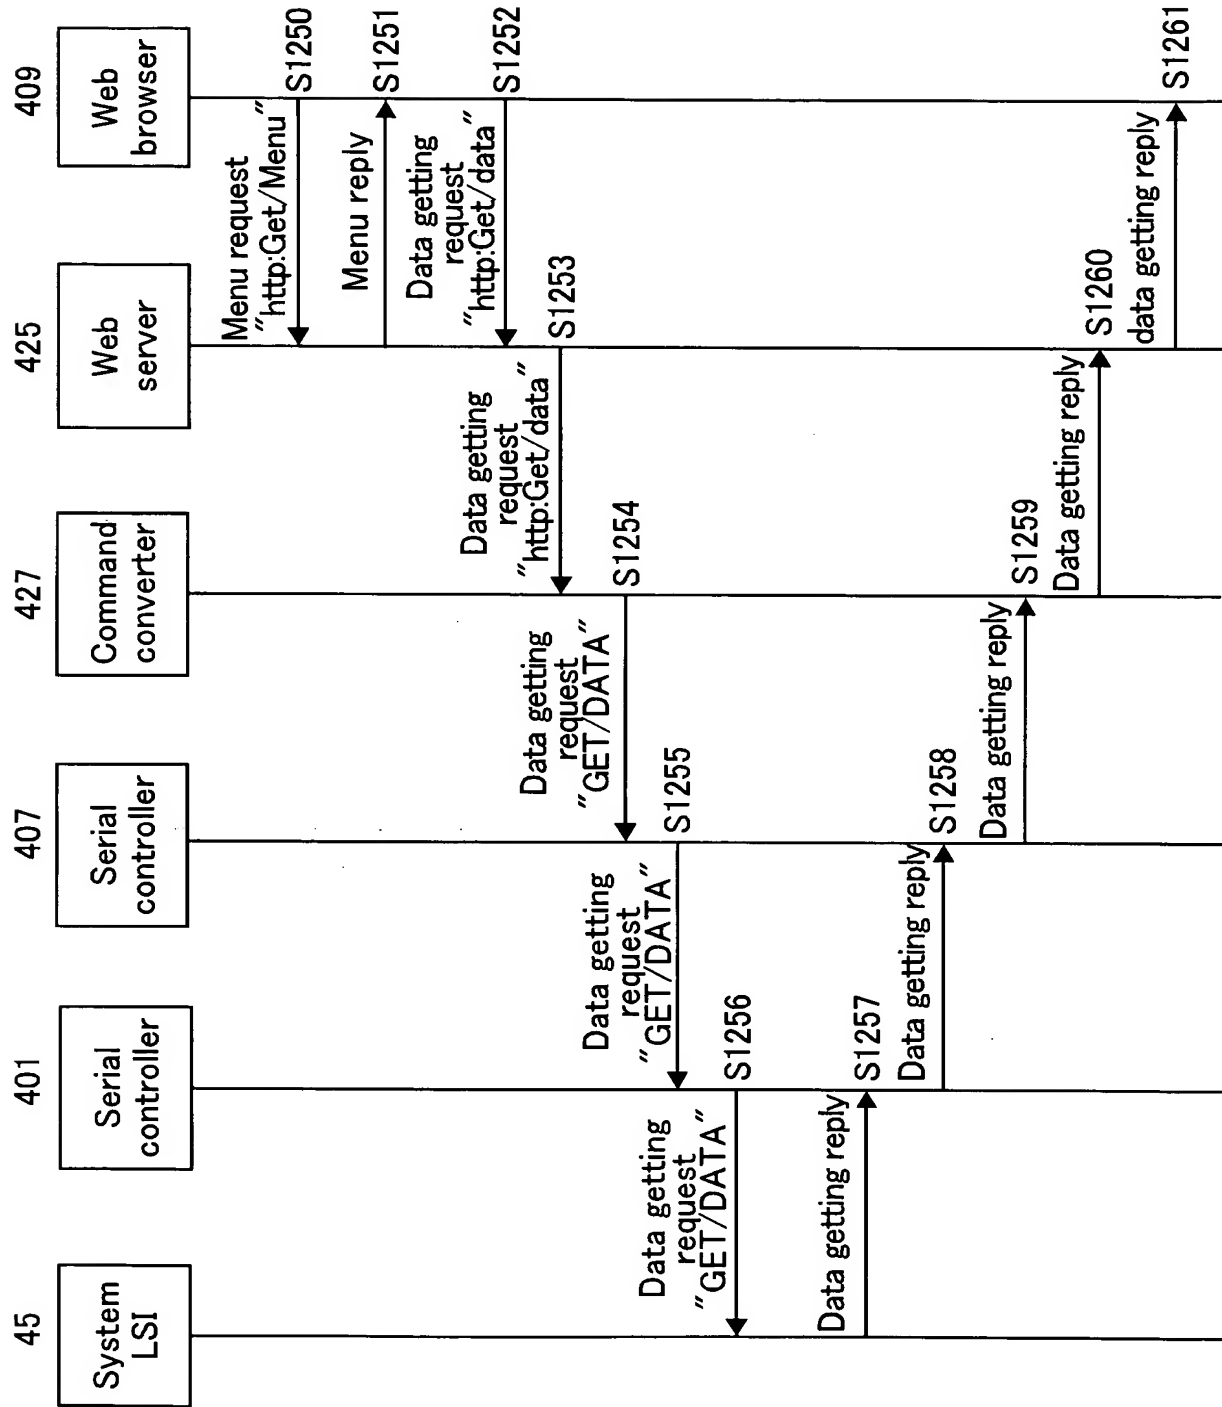 45
System
LSI
401
Serial
controller
407
Serial
controller
427
Command
converter
425
Web
server
409
Web
browser
Menu request
"http:Get/Menu"
S1250
Menu reply
S1251
Data getting
request
"http:Get/data"
S1252
Data getting
request
"http:Get/data"
S1253
Data getting
request
"GET/DATA"
S1254
Data getting
request
"GET/DATA"
S1255
Data getting
request
"GET/DATA"
S1256
Data getting reply
S1257
Data getting reply
S1258
Data getting reply
S1259
Data getting reply
S1260
data getting reply
S1261